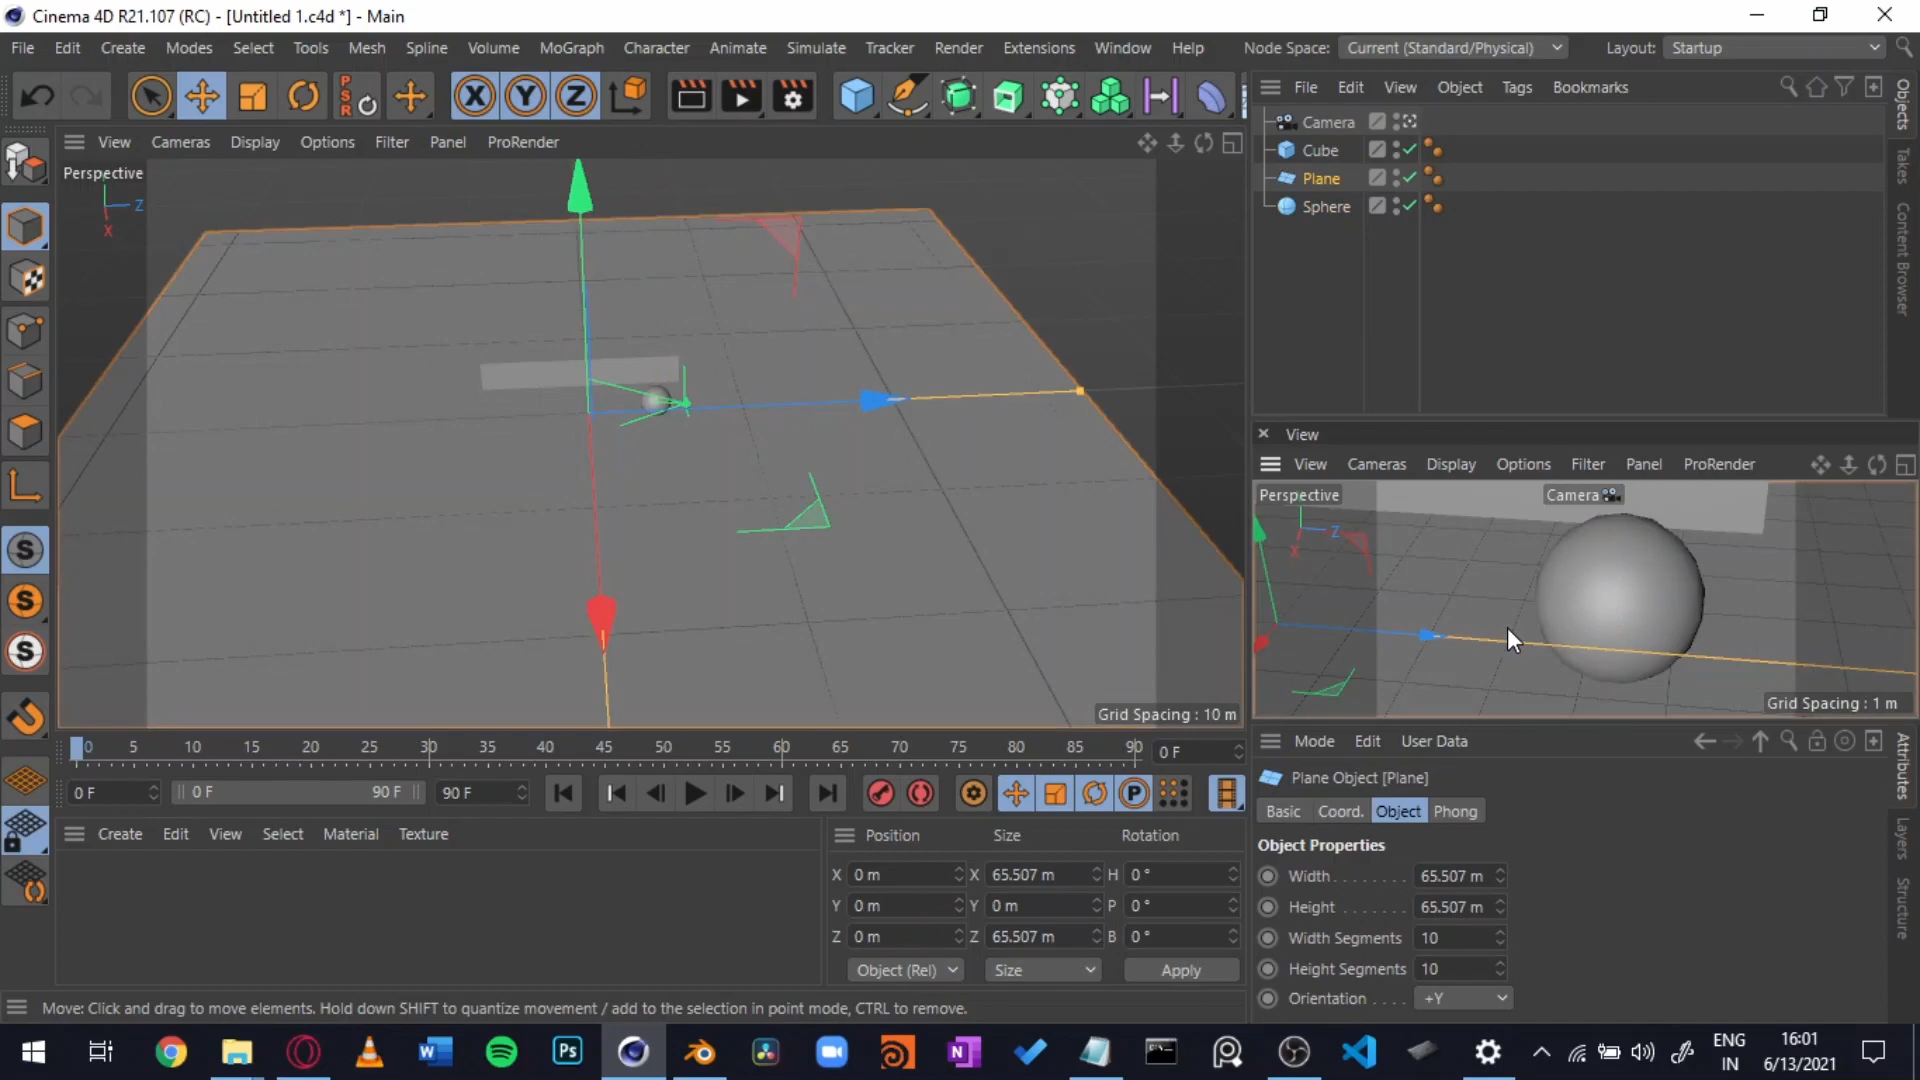 Cinema 4D R21.107 (RC) - [Untitled 1.c4d *] - Main
File Edit Create Modes Select Tools Mesh Spline Volume MoGraph Character Animate Simulate Tracker Render Extensions Window Help Node Space: Current (Standard/Physical) Layout: Startup
P S R
X Y Z
File Edit View Object Tags Bookmarks
Objects
Takes
Content Browser
Camera
Cube
Plane
Sphere
View Cameras Display Options Filter Panel ProRender
Perspective
Z
X
Grid Spacing : 10 m
S
S
S
View
View Cameras Display Options Filter Panel ProRender
Perspective
Camera
Z
X
Grid Spacing : 1 m
0 5 10 15 20 25 30 35 40 45 50 55 60 65 70 75 80 85 90 0 F
0 F 0 F 90 F 90 F P
Create Edit View Select Material Texture
Position Size Rotation
X 0 m X 65.507 m H 0 °
Y 0 m Y 0 m P 0 °
Z 0 m Z 65.507 m B 0 °
Object (Rel) Size Apply
Mode Edit User Data
Attributes
Layers
Structure
Plane Object [Plane]
Basic Coord. Object Phong
Object Properties
Width . . . . . . . . 65.507 m
Height . . . . . . . 65.507 m
Width Segments 10
Height Segments 10
Orientation . . . . +Y
Move: Click and drag to move elements. Hold down SHIFT to quantize movement / add to the selection in point mode, CTRL to remove.
W Ps N
ENG
IN
16:01
6/13/2021